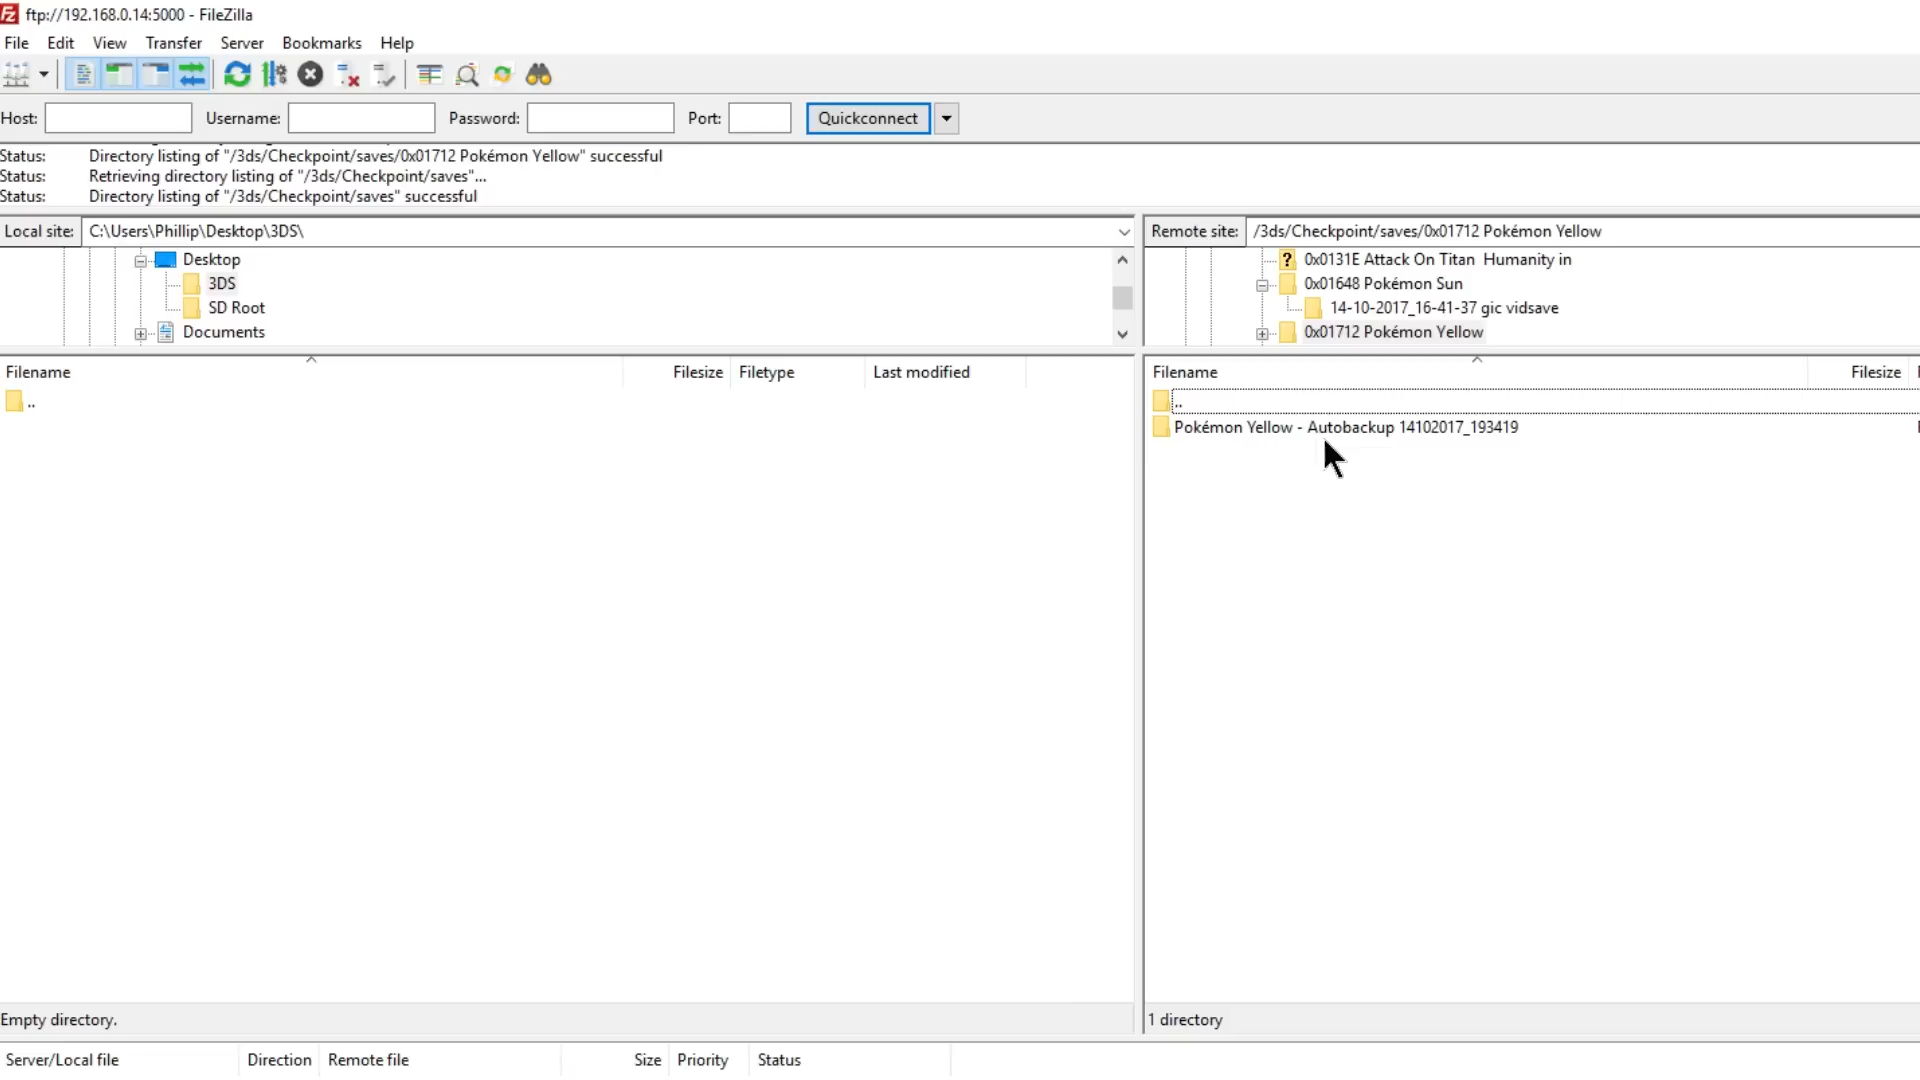 ftp://192.168.0.14:5000 - FileZilla
File Edit View Transfer Server Bookmarks Help
Host: Username: Password: Port: Quickconnect
Status: Directory listing of "/3ds/Checkpoint/saves/0x01712 Pokémon Yellow" successful
Status: Retrieving directory listing of "/3ds/Checkpoint/saves"...
Status: Directory listing of "/3ds/Checkpoint/saves" successful
Local site: C:\Users\Phillip\Desktop\3DS\
Desktop
3DS
SD Root
Documents
Remote site: /3ds/Checkpoint/saves/0x01712 Pokémon Yellow
0x0131E Attack On Titan  Humanity in
0x01648 Pokémon Sun
14-10-2017_16-41-37 gic vidsave
0x01712 Pokémon Yellow
Filename Filesize Filetype Last modified
..
Empty directory.
Filename Filesize
..
Pokémon Yellow - Autobackup 14102017_193419
1 directory
Server/Local file Direction Remote file Size Priority Status